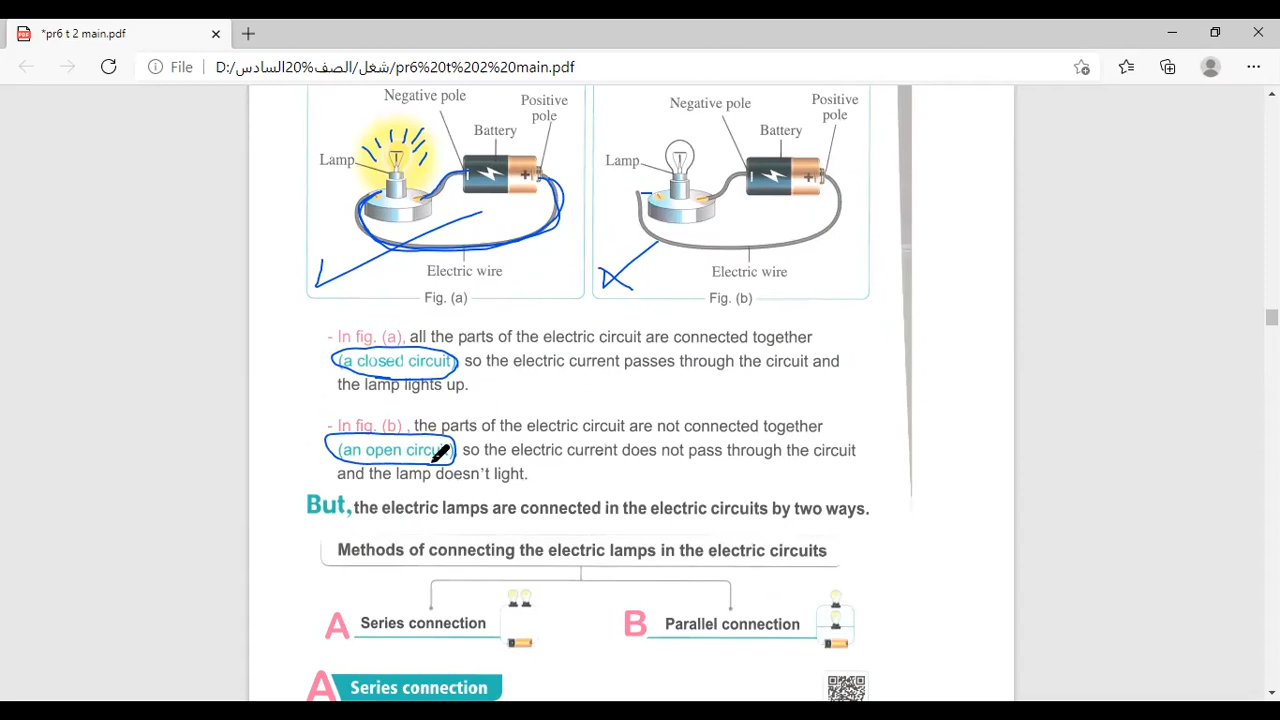 *pr6 t 2 main.pdf
File
D:/شغل/الصف%20السادس/pr6%20t%202%20main.pdf
Negative pole
Positive pole
Battery
Lamp
Electric wire
Fig. (a)
Negative pole
Positive pole
Battery
Lamp
Electric wire
Fig. (b)
- In fig. (a), all the parts of the electric circuit are connected together
(a closed circuit), so the electric current passes through the circuit and
the lamp lights up.
- In fig. (b) , the parts of the electric circuit are not connected together
(an open circuit), so the electric current does not pass through the circuit
and the lamp doesn't light.
But, the electric lamps are connected in the electric circuits by two ways.
Methods of connecting the electric lamps in the electric circuits
A Series connection
B Parallel connection
A Series connection